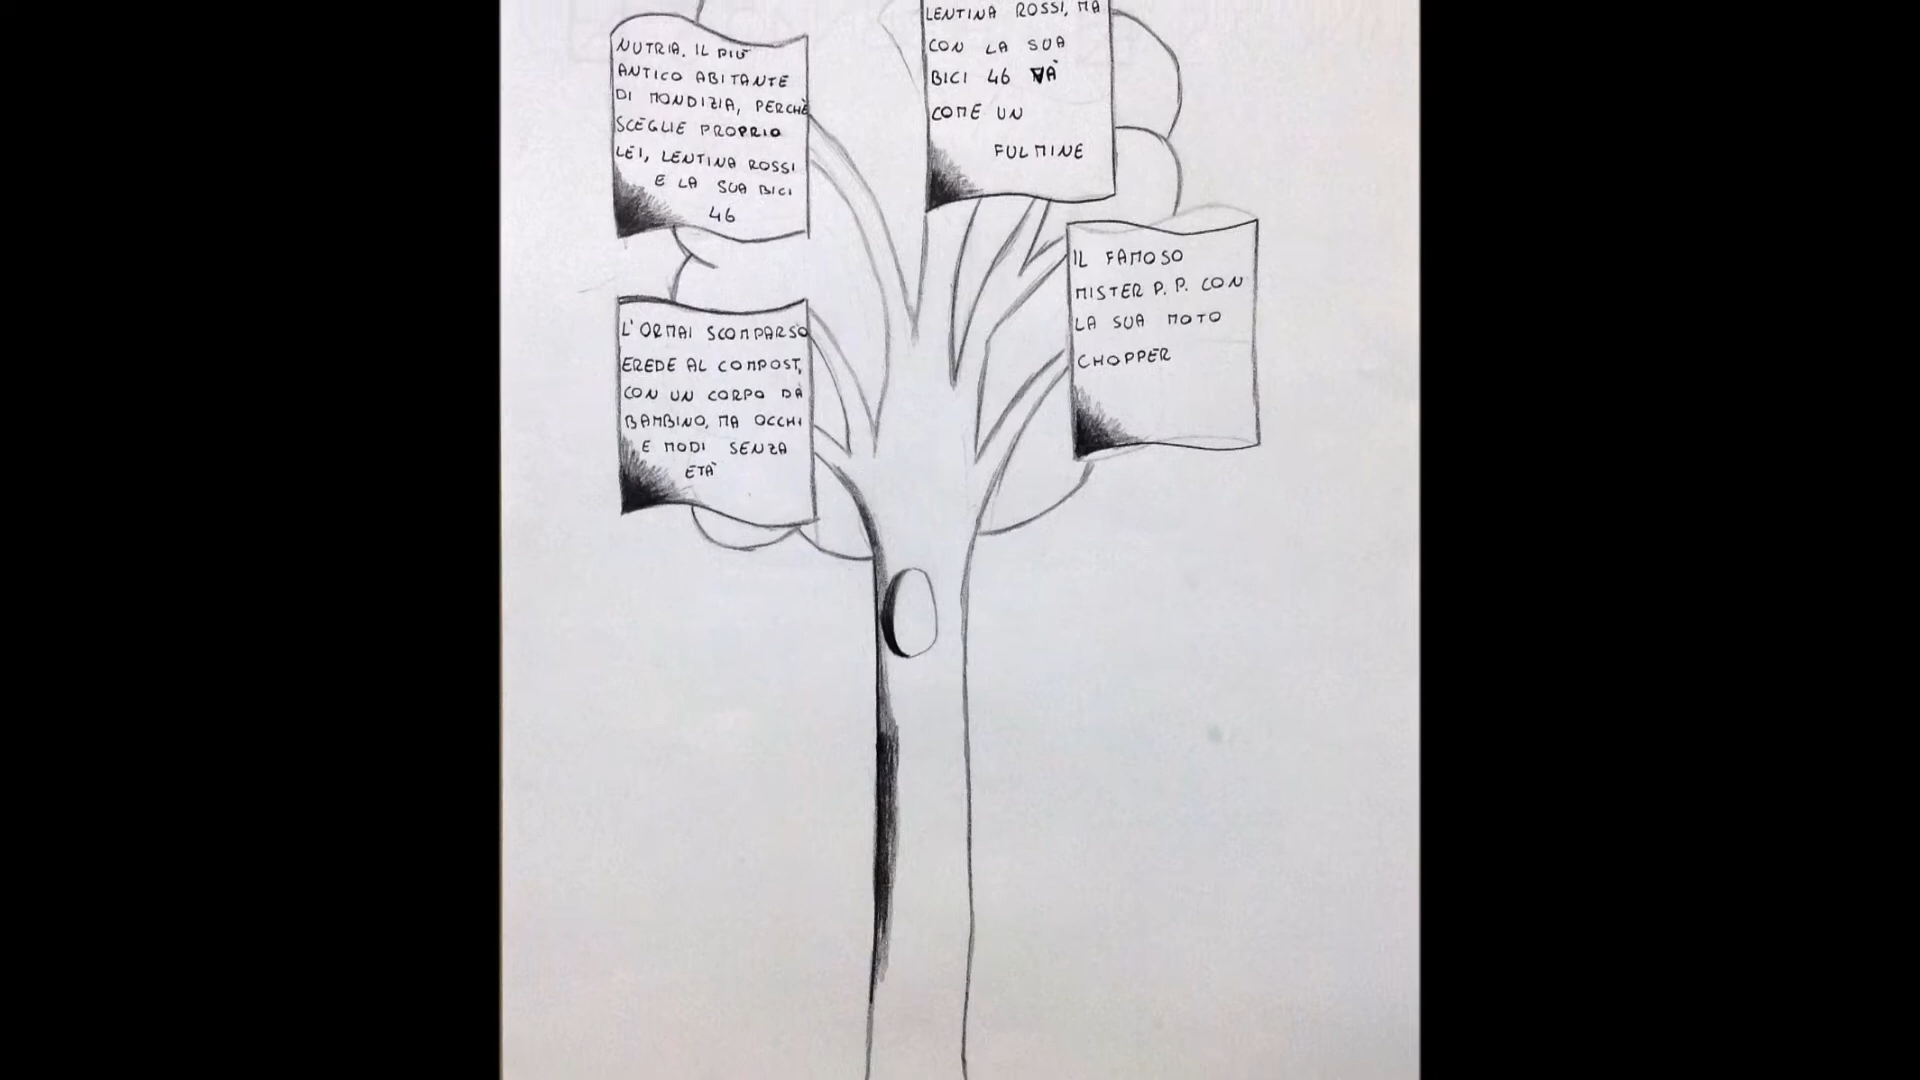 NUTRIA. IL PIÙ
ANTICO ABITANTE
DI MONDIZIA, PERCHÈ
SCEGLIE PROPRIO
LEI, LENTINA ROSSI
E LA SUA BICI
46
LENTINA ROSSI, MA
CON LA SUA
BICI 46 VÀ
COME UN
FULMINE
L'ORMAI SCOMPARSO
EREDE AL COMPOST,
CON UN CORPO DA
BAMBINO, MA OCCHI
E MODI SENZA
ETÀ
IL FAMOSO
MISTER P. P. CON
LA SUA MOTO
CHOPPER